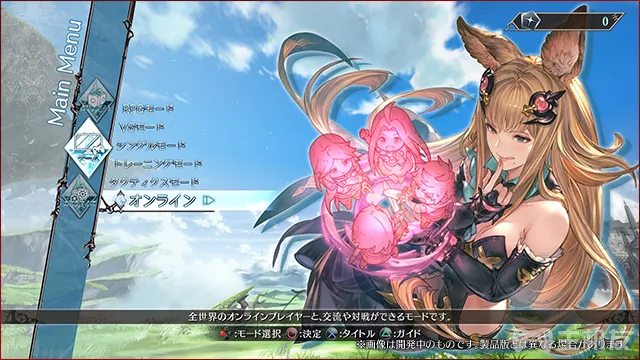 Main Menu
0
RPGモード
VSモード
シングルモード
トレーニングモード
タクティクスモード
オンライン
全世界のオンラインプレイヤーと、交流や対戦ができるモードです。
:モード選択 :決定 :タイトル :ガイド
※画像は開発中のものです 製品版とは異なる場合があります